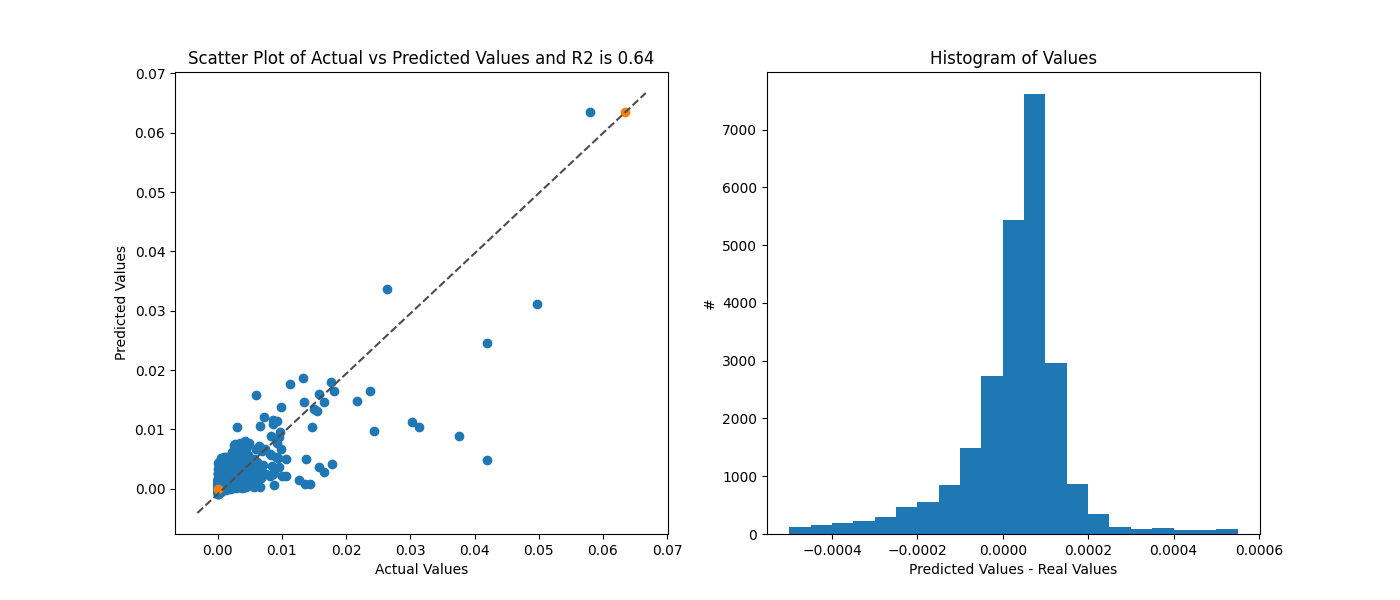 Scatter Plot of Actual vs Predicted Values and R2 is 0.64
0.07
0.06
0.05
0.04
0.03
0.02
0.01
0.00
Predicted Values
0.00 0.01 0.02 0.03 0.04 0.05 0.06 0.07
Actual Values
Histogram of Values
7000
6000
5000
4000
3000
2000
1000
0
#
−0.0004 −0.0002 0.0000 0.0002 0.0004 0.0006
Predicted Values - Real Values